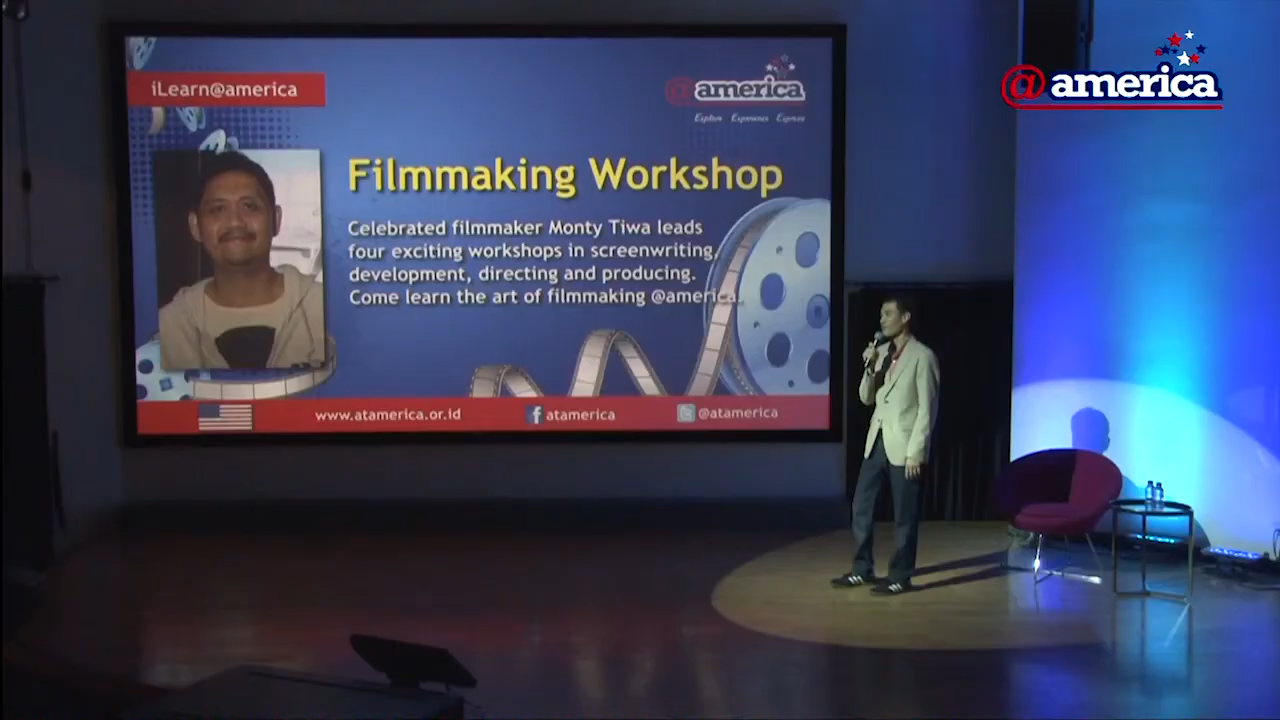 iLearn@america
@america
Explore Experience Express
Filmmaking Workshop
Celebrated filmmaker Monty Tiwa leads
four exciting workshops in screenwriting,
development, directing and producing.
Come learn the art of filmmaking @america.
www.atamerica.or.id
atamerica
@atamerica
@america